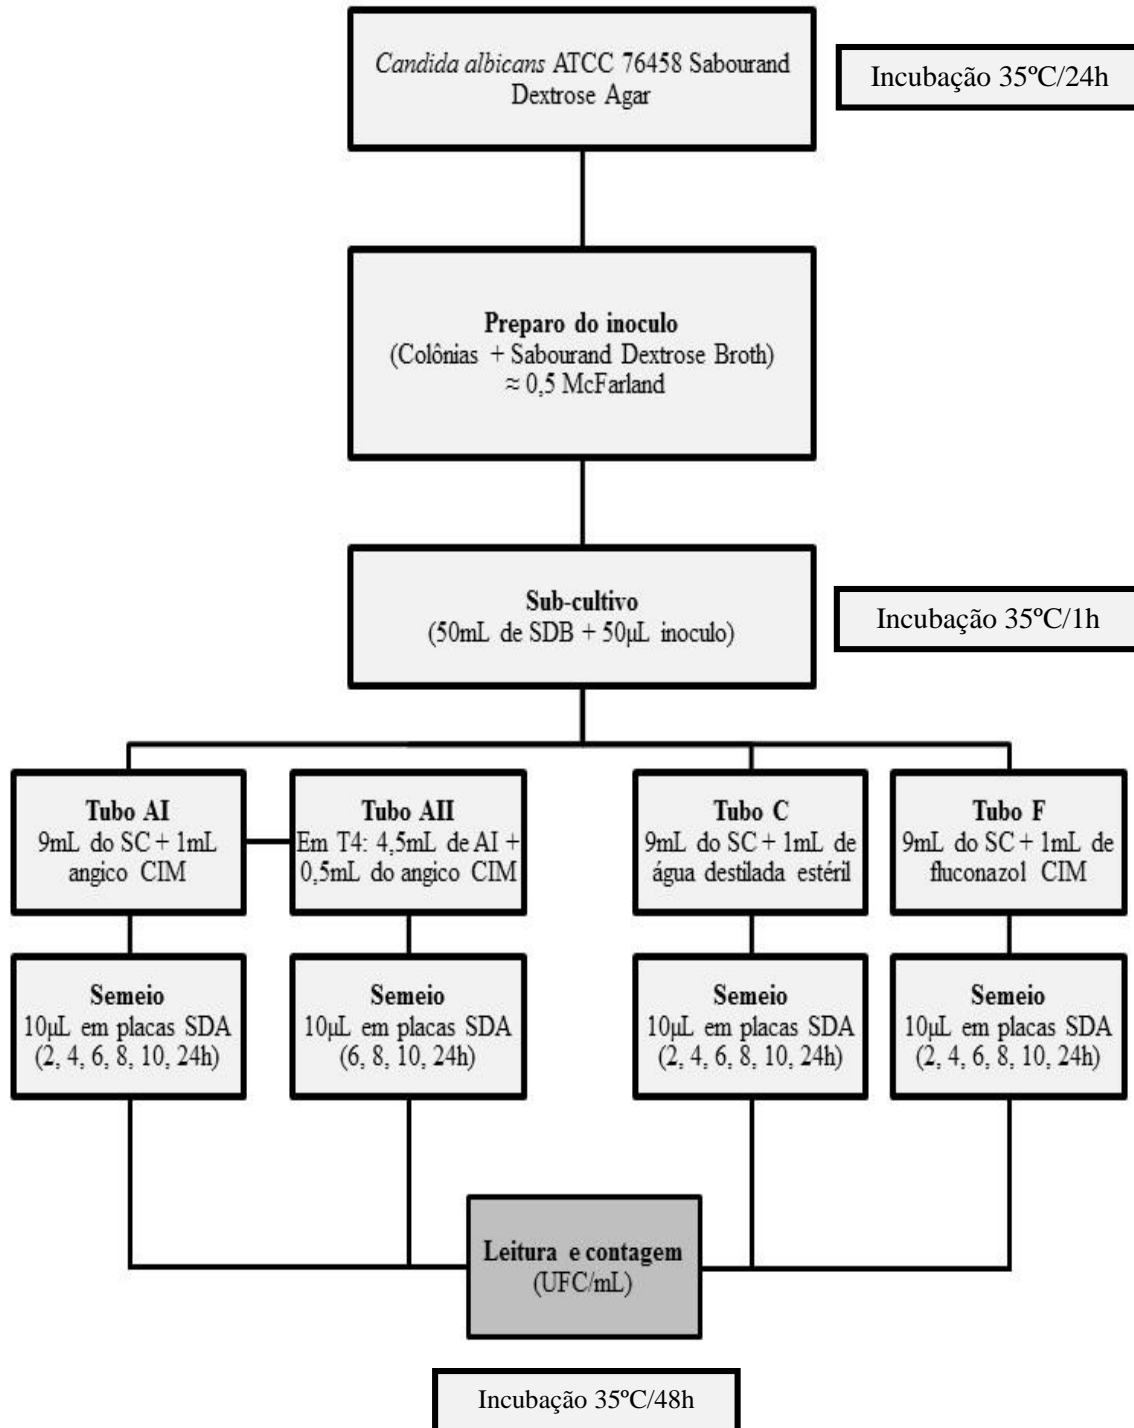 Candida albicans ATCC 76458 Sabourand
Dextrose Agar
Incubação 35ºC/24h
Preparo do inoculo
(Colônias + Sabourand Dextrose Broth)
≈ 0,5 McFarland
Sub-cultivo
(50mL de SDB + 50µL inoculo)
Incubação 35ºC/1h
Tubo AI
9mL do SC + 1mL
angico CIM
Tubo AII
Em T4: 4,5mL de AI +
0,5mL do angico CIM
Tubo C
9mL do SC + 1mL de
água destilada estéril
Tubo F
9mL do SC + 1mL de
fluconazol CIM
Semeio
10µL em placas SDA
(2, 4, 6, 8, 10, 24h)
Semeio
10µL em placas SDA
(6, 8, 10, 24h)
Semeio
10µL em placas SDA
(2, 4, 6, 8, 10, 24h)
Semeio
10µL em placas SDA
(2, 4, 6, 8, 10, 24h)
Leitura e contagem
(UFC/mL)
Incubação 35ºC/48h